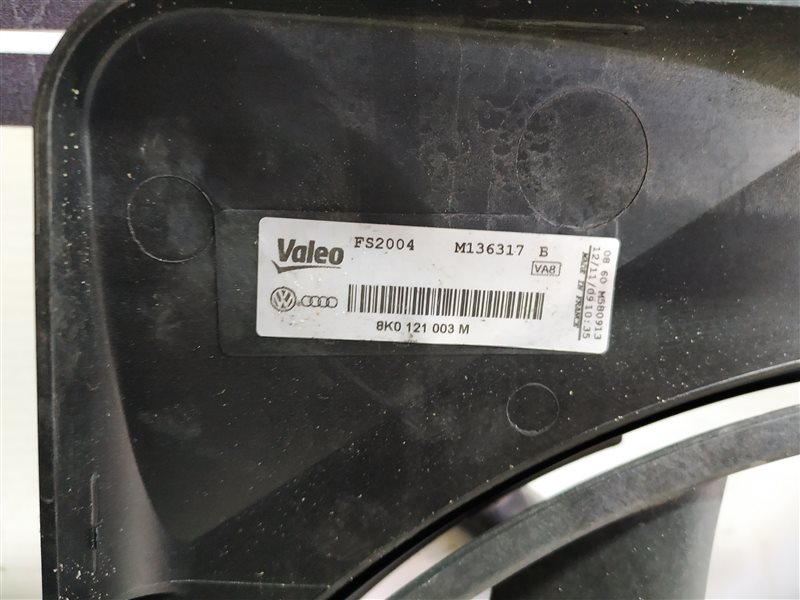 Valeo FS2004 M136317 B
VA8
8K0 121 003 M
08 60 M580913
12/11/09 10:35
MADE IN FRANCE